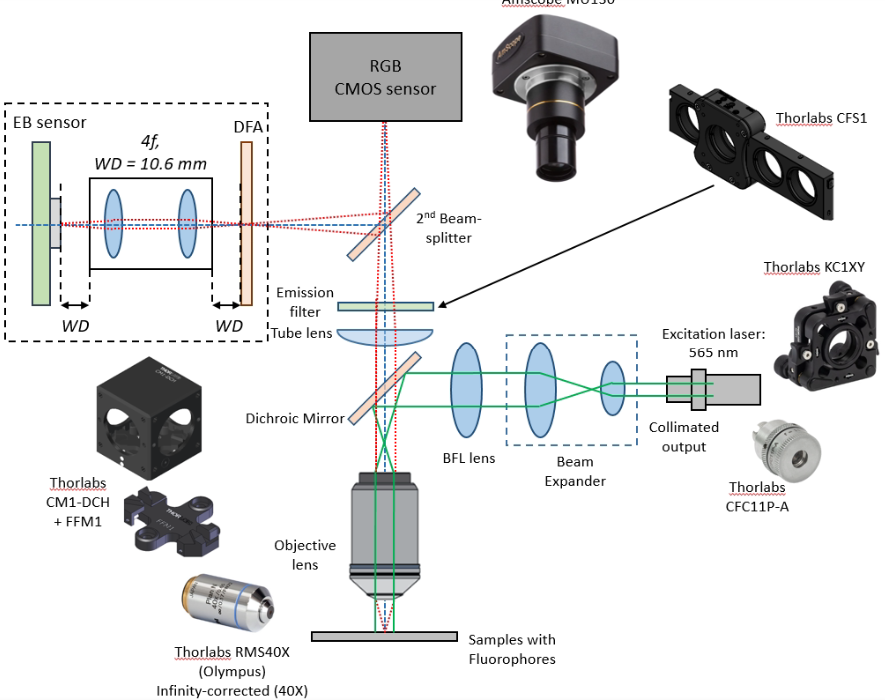 Amscope MU130
RGB
CMOS sensor
Thorlabs CFS1
EB sensor
4f,
WD = 10.6 mm
DFA
2nd Beam-
splitter
Emission
filter
Tube lens
WD
WD
Thorlabs KC1XY
Excitation laser:
565 nm
Dichroic Mirror
Collimated
output
BFL lens
Beam
Expander
Thorlabs
CFC11P-A
Thorlabs
CM1-DCH
+ FFM1
Objective
lens
Samples with
Fluorophores
Thorlabs RMS40X
(Olympus)
Infinity-corrected (40X)